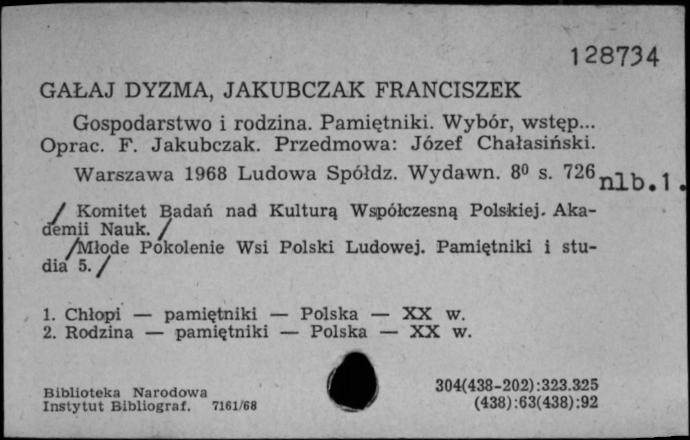 128734
GAŁAJ DYZMA, JAKUBCZAK FRANCISZEK
Gospodarstwo i rodzina. Pamiętniki. Wybór, wstęp...
Oprac. F. Jakubczak. Przedmowa: Józef Chałasiński.
Warszawa 1968 Ludowa Spółdz. Wydawn. 8⁰ s. 726 nlb.1.
/ Komitet Badań nad Kulturą Współczesną Polskiej. Aka-
demii Nauk. /
/Młode Pokolenie Wsi Polski Ludowej. Pamiętniki i stu-
dia 5. /
1. Chłopi — pamiętniki — Polska — XX w.
2. Rodzina — pamiętniki — Polska — XX w.
Biblioteka Narodowa
Instytut Bibliograf. 7161/68
304(438-202):323.325
(438):63(438):92